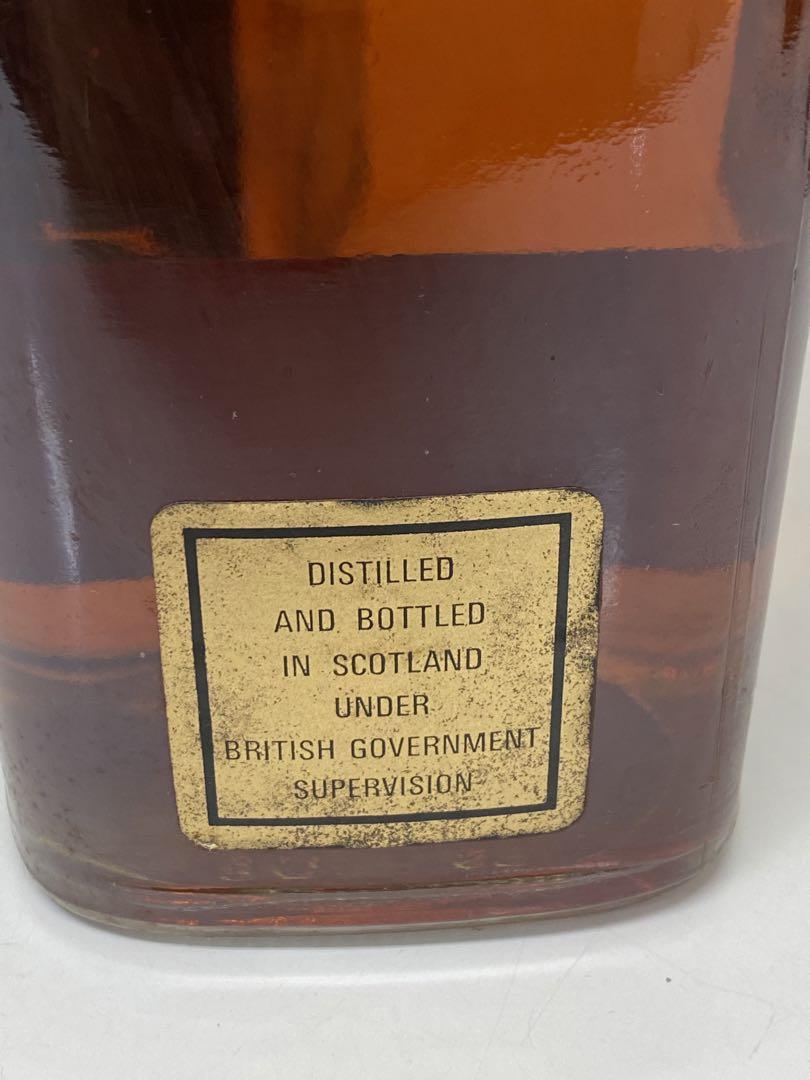 DISTILLED
AND BOTTLED
IN SCOTLAND
UNDER
BRITISH GOVERNMENT
SUPERVISION